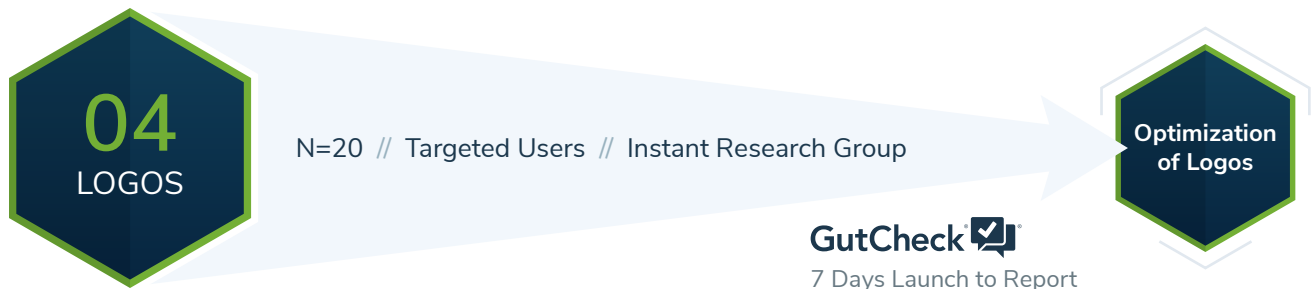 04
LOGOS
N=20 // Targeted Users // Instant Research Group
Optimization
of Logos
GutCheck®
7 Days Launch to Report